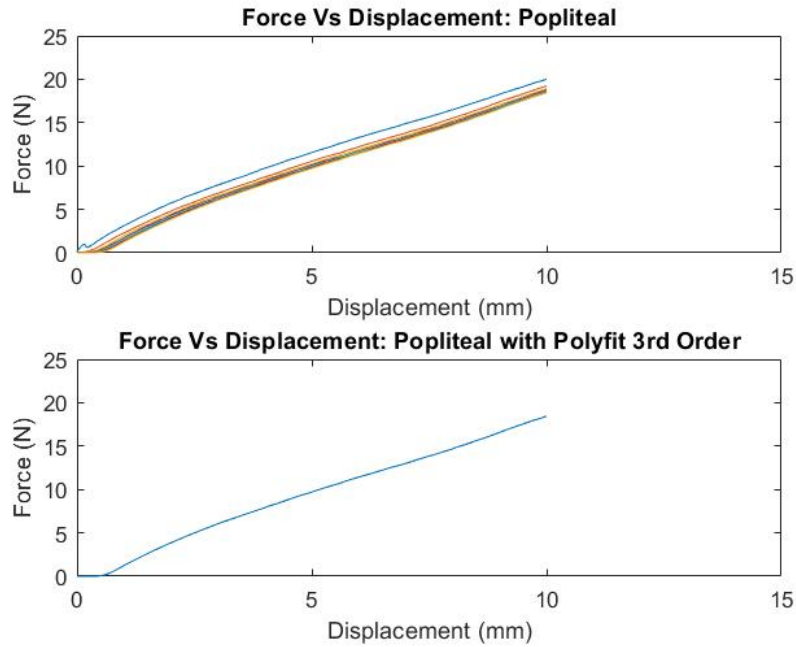 Force Vs Displacement: Popliteal
25
20
15
10
5
0
Force (N)
0 5 10 15
Displacement (mm)
Force Vs Displacement: Popliteal with Polyfit 3rd Order
25
20
15
10
5
0
Force (N)
0 5 10 15
Displacement (mm)